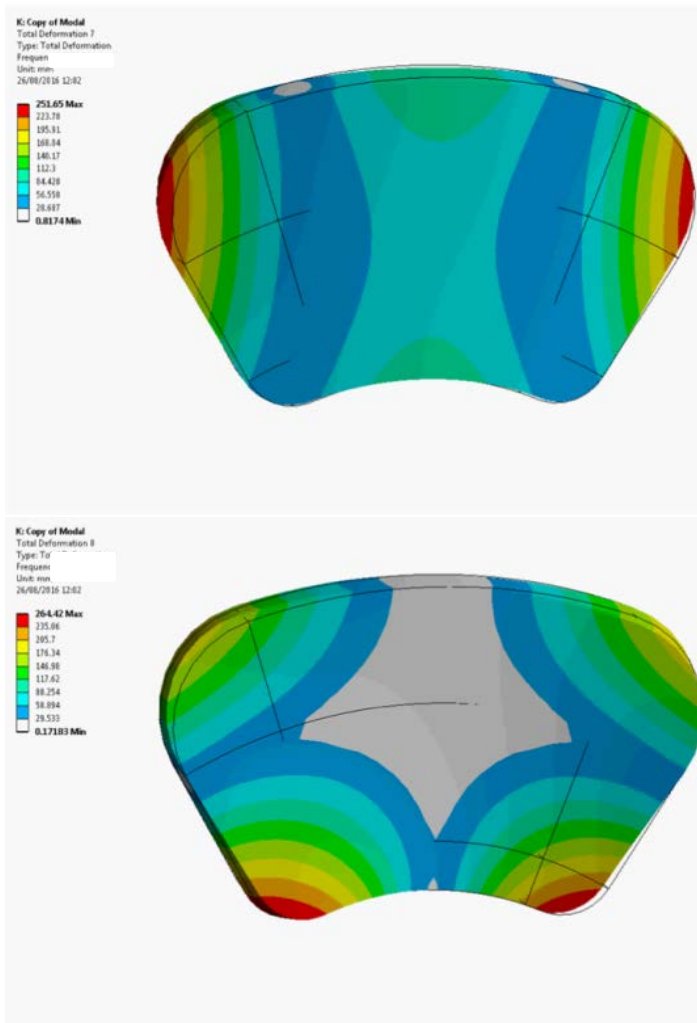 K: Copy of Modal
Total Deformation 7
Type: Total Deformation
Unit: mm
26/08/2016 12:02
251.65 Max
223.78
195.91
168.04
140.17
112.3
84.428
56.558
28.687
0.8174 Min
K: Copy of Modal
Total Deformation 8
Unit: mm
26/08/2016 12:02
264.42 Max
235.06
205.7
176.34
146.98
117.62
88.254
58.894
29.533
0.17183 Min